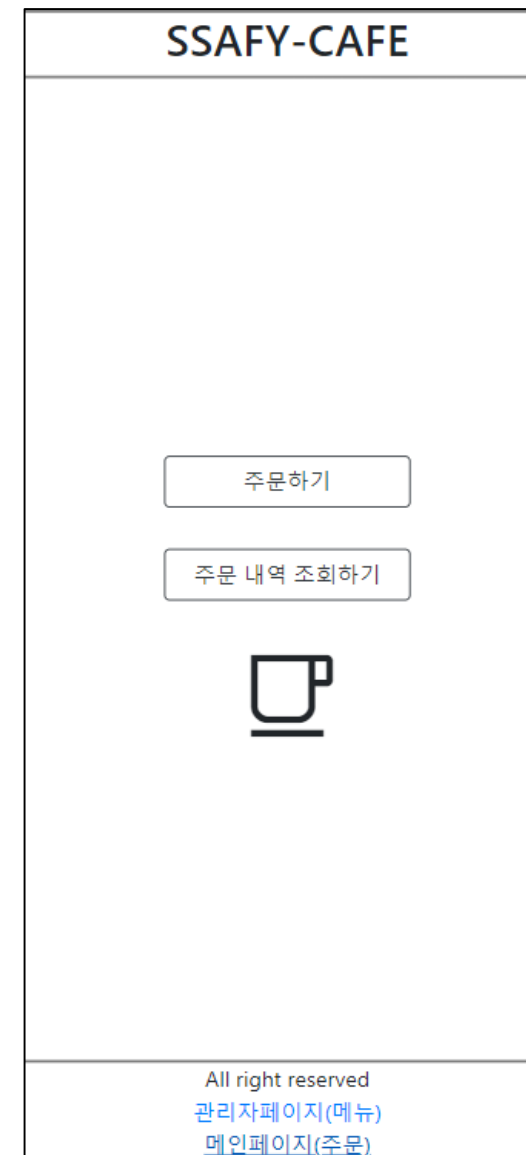 SSAFY-CAFE
주문하기
주문 내역 조회하기
All right reserved
관리자페이지(메뉴)
메인페이지(주문)